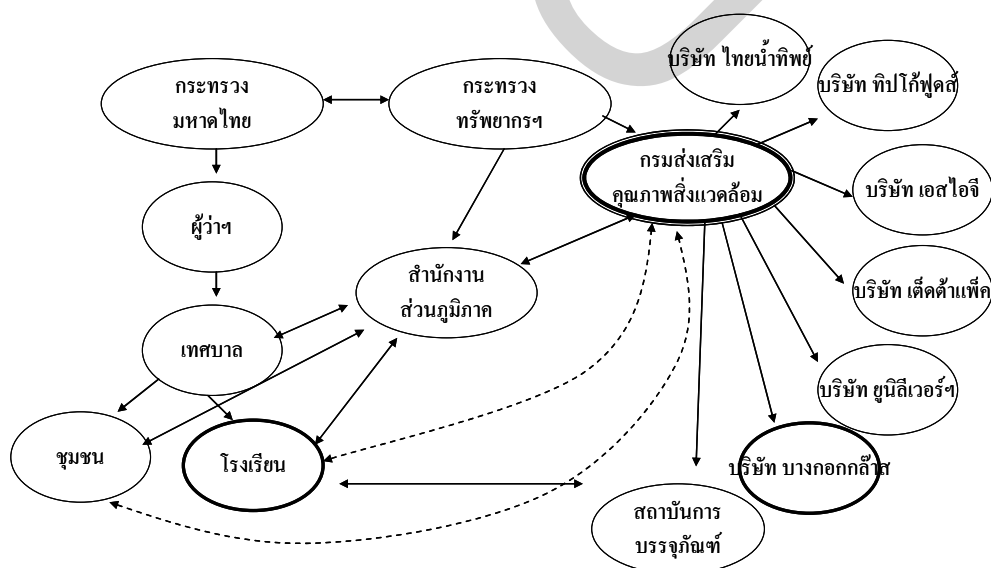 บริษัท ไทยน้ำทิพย์
กระทรวง
มหาดไทย
กระทรวง
ทรัพยากรฯ
บริษัท ทิปโก้ฟูดส์
กรมส่งเสริม
คุณภาพสิ่งแวดล้อม
บริษัท เอสไอจี
ผู้ว่าฯ
สำนักงาน
ส่วนภูมิภาค
บริษัท เต็ดต้าแพ็ค
เทศบาล
บริษัท ยูนิลีเวอร์ฯ
ชุมชน
โรงเรียน
บริษัท บางกอกกล๊าส
สถาบันการ
บรรจุภัณฑ์